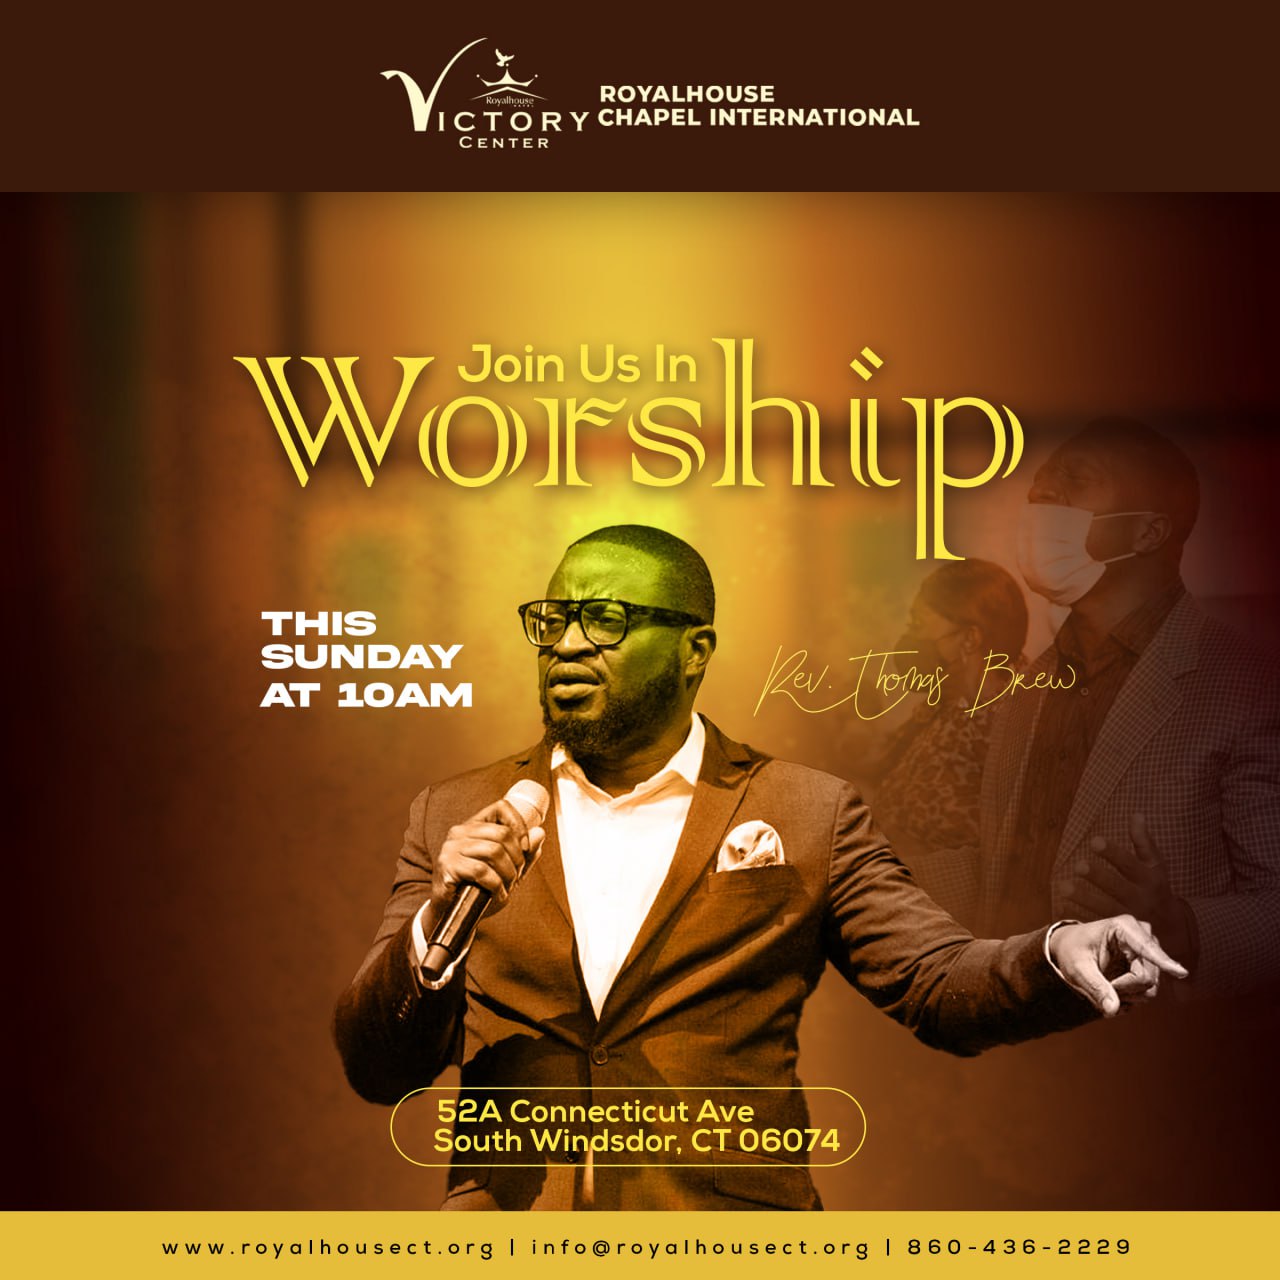 Royalhouse
VICTORY
CENTER
ROYALHOUSE
CHAPEL INTERNATIONAL
Join Us In
Worship
THIS
SUNDAY
AT 10AM
Rev. Thomas Brew
52A Connecticut Ave
South Windsdor, CT 06074
www.royalhousect.org | info@royalhousect.org | 860-436-2229